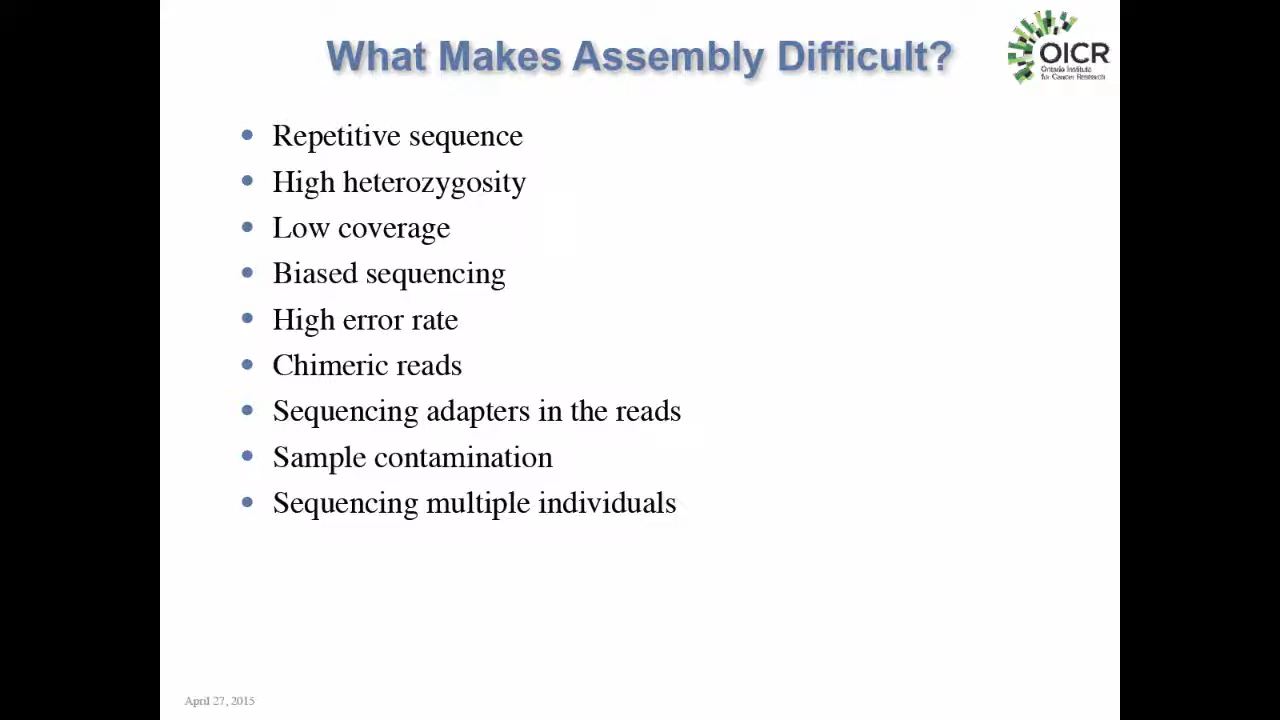 What Makes Assembly Difficult?
OICR
Ontario Institute
for Cancer Research
• Repetitive sequence
• High heterozygosity
• Low coverage
• Biased sequencing
• High error rate
• Chimeric reads
• Sequencing adapters in the reads
• Sample contamination
• Sequencing multiple individuals
April 27, 2015